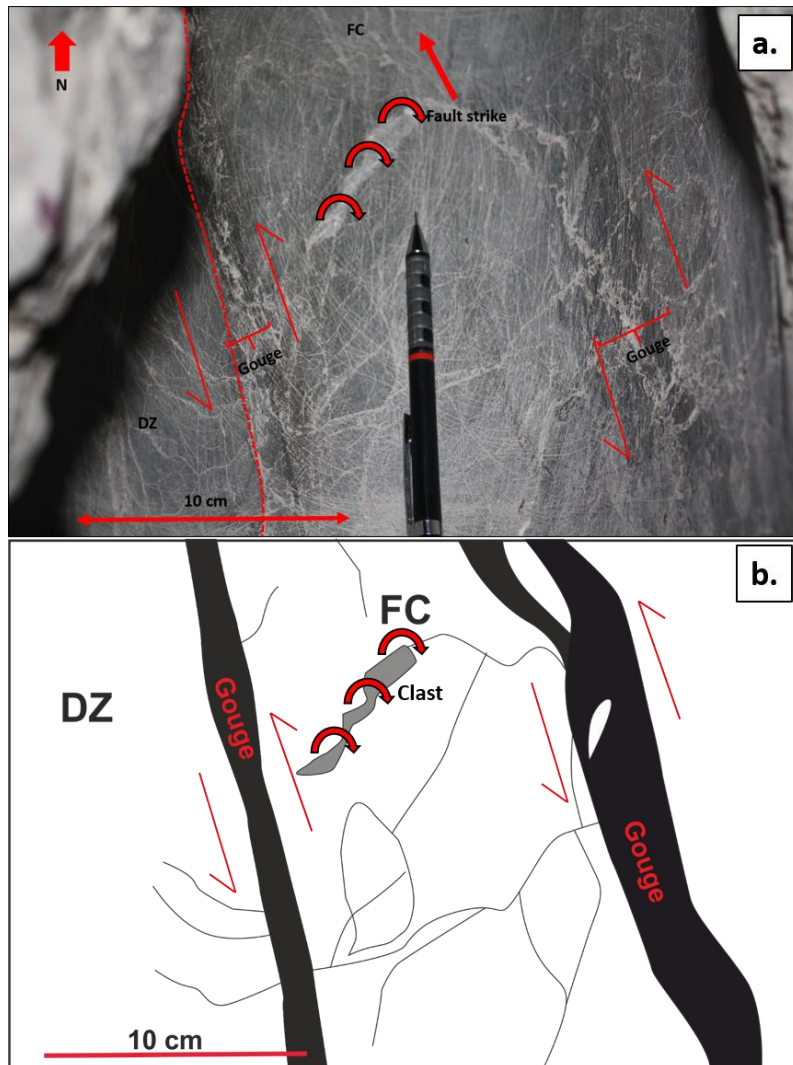 a.
N
FC
Fault strike
Gouge
Gouge
DZ
10 cm
b.
FC
DZ
Clast
Gouge
Gouge
10 cm